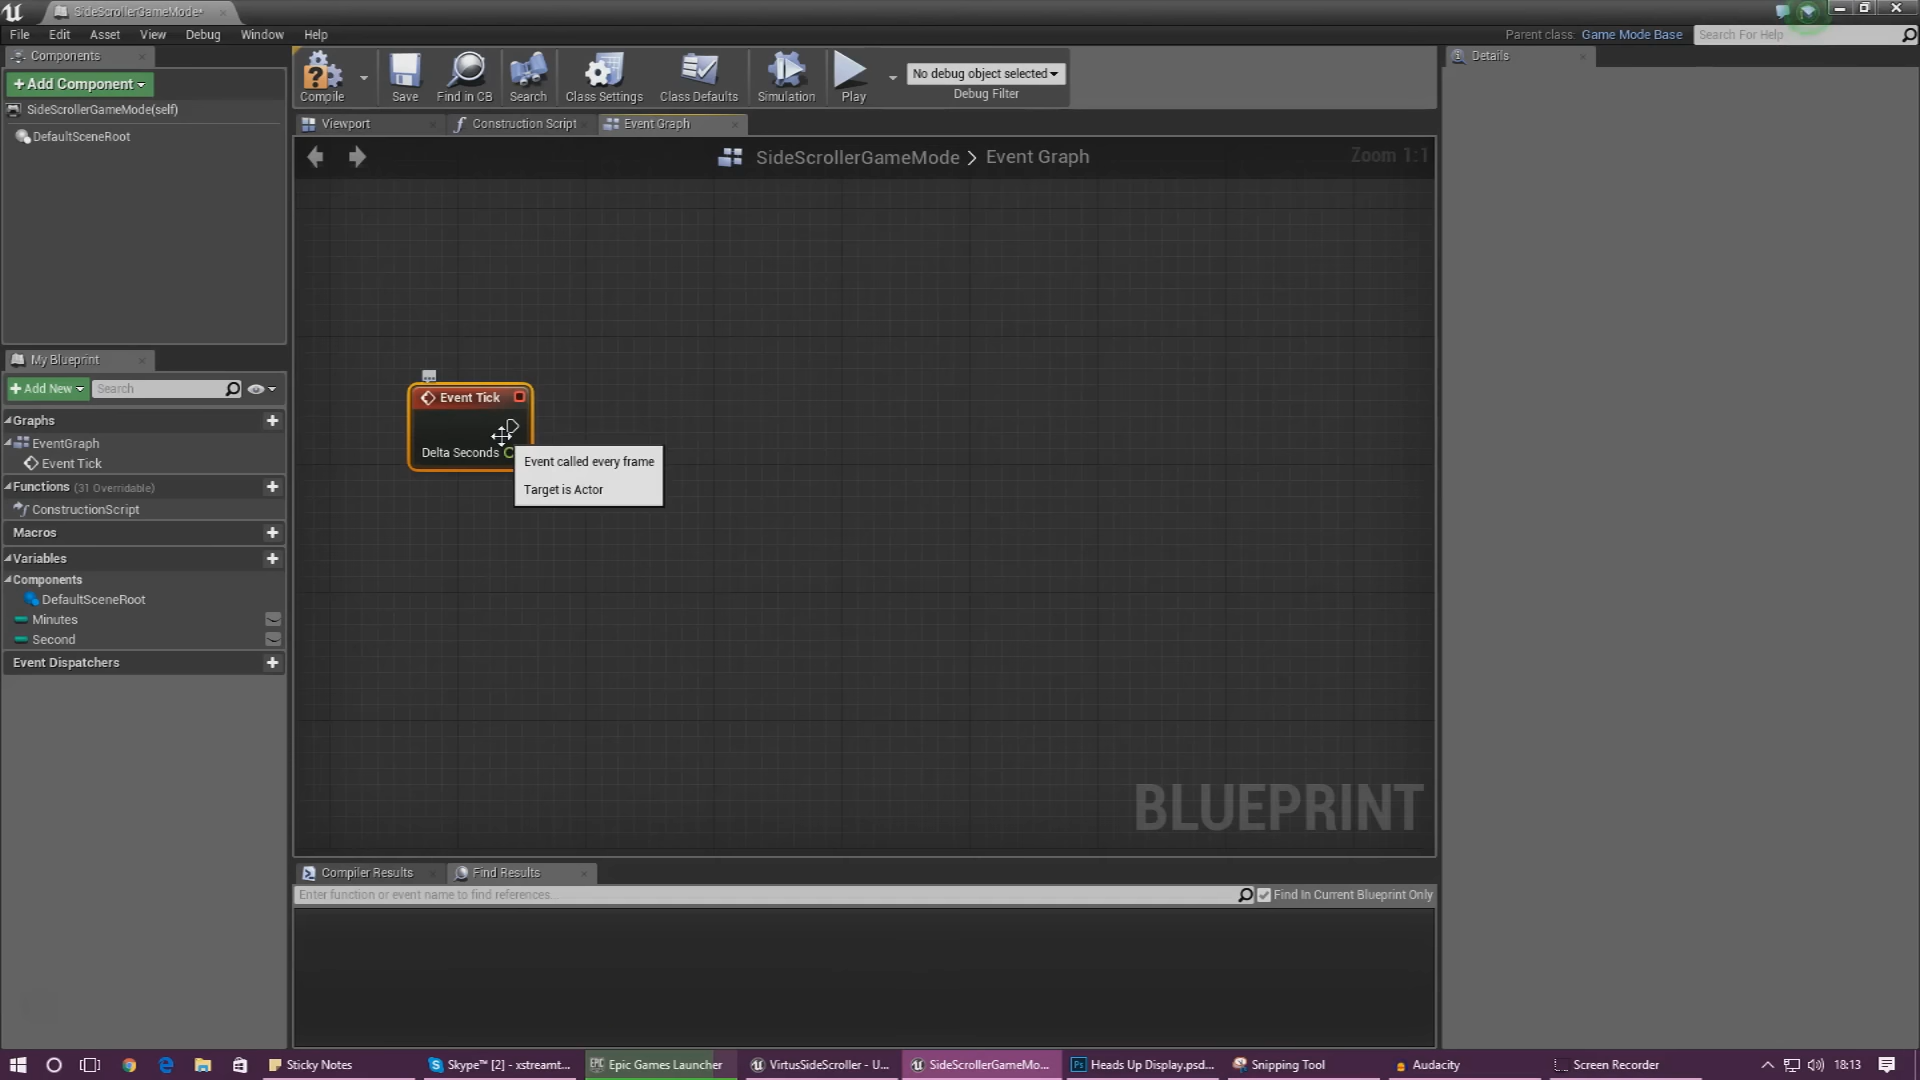 SideScrollerGameMode*
File Edit Asset View Debug Window Help
Parent class: Game Mode Base Search For Help
Components
Details
+Add Component
Compile Save Find in CB Search Class Settings Class Defaults Simulation Play
No debug object selected
Debug Filter
SideScrollerGameMode(self)
DefaultSceneRoot
Viewport Construction Script Event Graph
SideScrollerGameMode > Event Graph
Zoom 1:1
My Blueprint
+Add New Search
Graphs
EventGraph
Event Tick
Functions (31 Overridable)
ConstructionScript
Macros
Variables
Components
DefaultSceneRoot
Minutes
Second
Event Dispatchers
Event Tick
Delta Seconds
Event called every frame
Target is Actor
BLUEPRINT
Compiler Results Find Results
Enter function or event name to find references...
Find In Current Blueprint Only
Sticky Notes
Skype™ [2] - xstreamt...
Epic Games Launcher
VirtusSideScroller - U...
SideScrollerGameMo...
Heads Up Display.psd...
Snipping Tool
Audacity
Screen Recorder
18:13